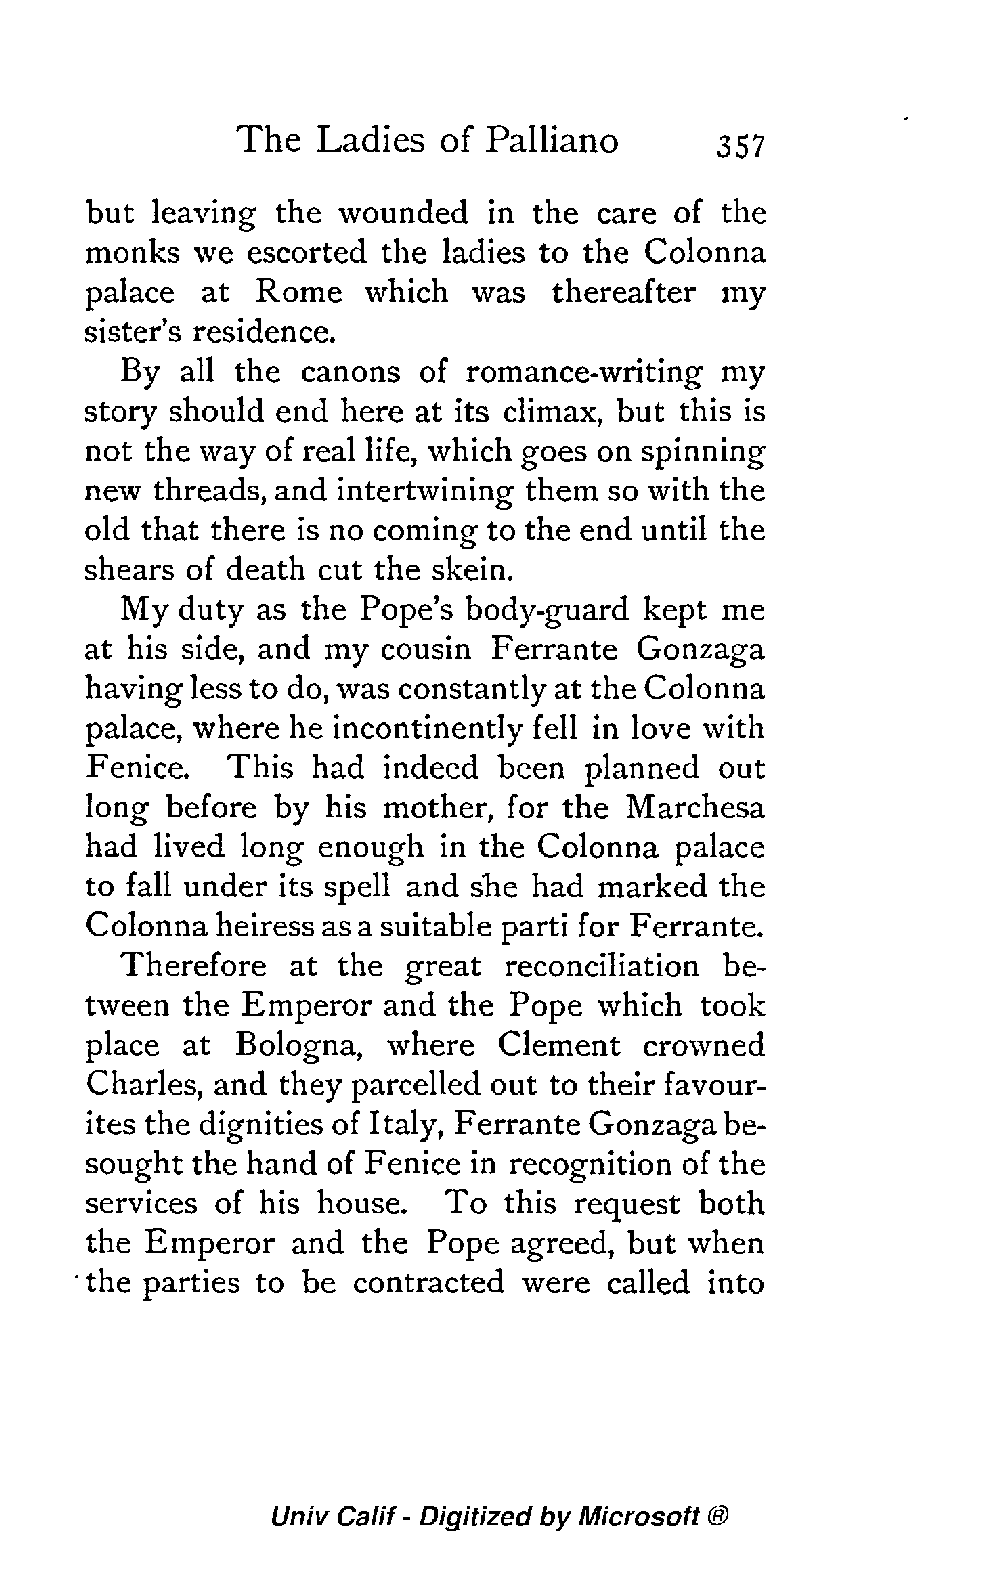 The Ladies of Palliano 357
but leaving the wounded in the care of the
monks we escorted the ladies to the Colonna
palace at Rome which was thereafter my
sister's residence.
By all the canons of romance-writing my
story should end here at its climax, but this is
not the way of real life, which goes on spinning
new threads, and intertwining them so with the
old that there is no coming to the end until the
shears of death cut the skein.
My duty as the Pope's body-guard kept me
at his side, and my cousin Ferrante Gonzaga
having less to do, was constantly at the Colonna
palace, where he incontinently fell in love with
Fenice. This had indeed been planned out
long before by his mother, for the Marchesa
had lived long enough in the Colonna palace
to fall under its spell and she had marked the
Colonna heiress as a suitable parti for Ferrante.
Therefore at the great reconciliation be-
tween the Emperor and the Pope which took
place at Bologna, where Clement crowned
Charles, and they parcelled out to their favour-
ites the dignities of Italy, Ferrante Gonzaga be-
sought the hand of Fenice in recognition of the
services of his house. To this request both
the Emperor and the Pope agreed, but when
the parties to be contracted were called into
Univ Calif - Digitized by Microsoft ®